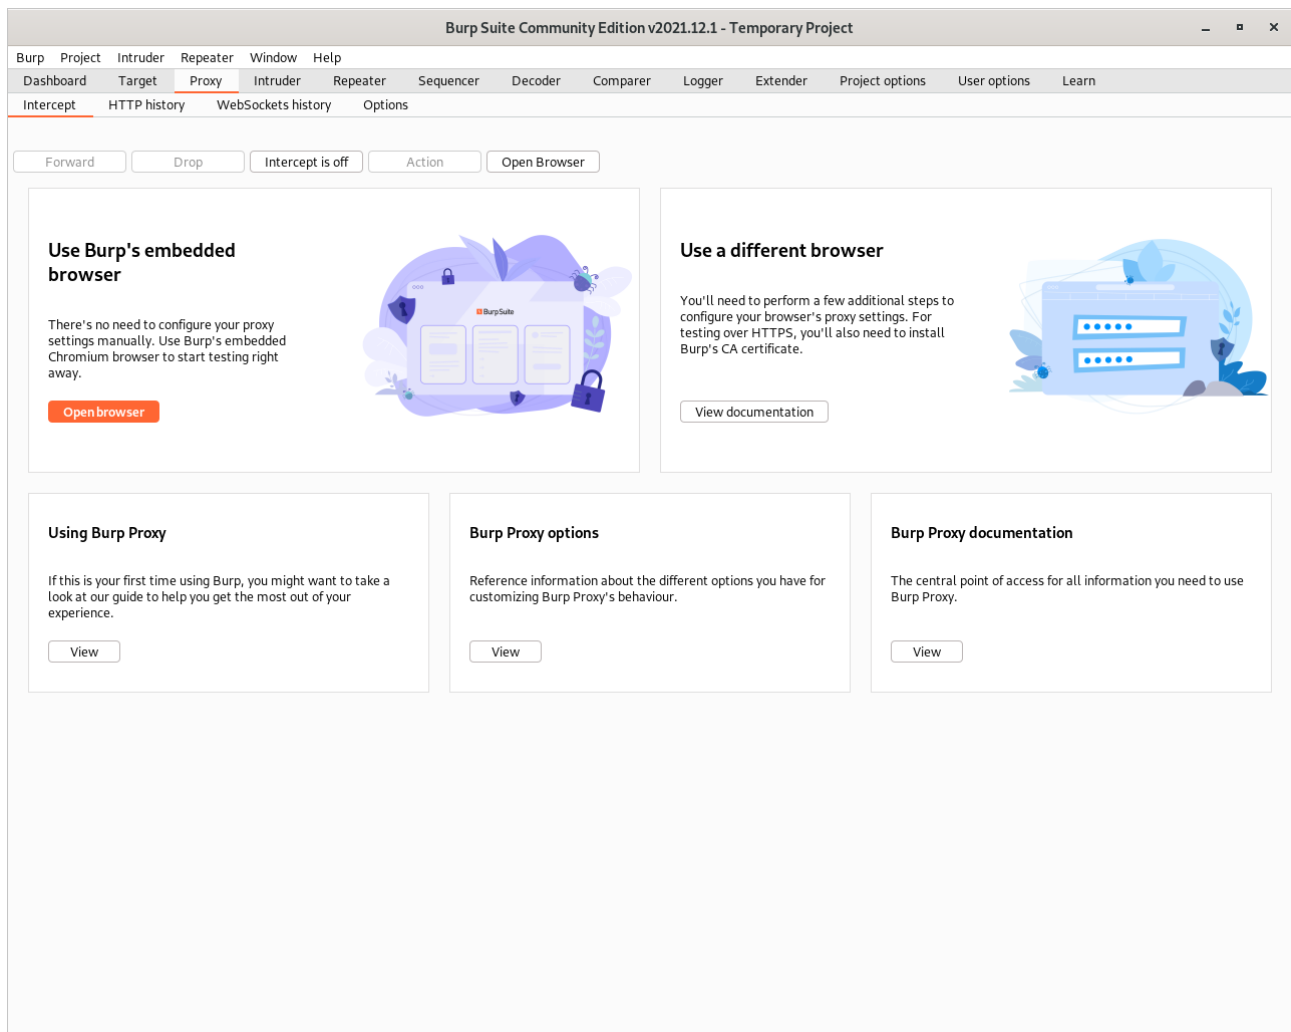 Burp Suite Community Edition v2021.12.1 - Temporary Project
Burp Project Intruder Repeater Window Help
Dashboard Target Proxy Intruder Repeater Sequencer Decoder Comparer Logger Extender Project options User options Learn
Intercept HTTP history WebSockets history Options
Forward Drop Intercept is off Action Open Browser
Use Burp's embedded
browser
There's no need to configure your proxy
settings manually. Use Burp's embedded
Chromium browser to start testing right
away.
Open browser
BurpSuite
Use a different browser
You'll need to perform a few additional steps to
configure your browser's proxy settings. For
testing over HTTPS, you'll also need to install
Burp's CA certificate.
View documentation
Using Burp Proxy
If this is your first time using Burp, you might want to take a
look at our guide to help you get the most out of your
experience.
View
Burp Proxy options
Reference information about the different options you have for
customizing Burp Proxy's behaviour.
View
Burp Proxy documentation
The central point of access for all information you need to use
Burp Proxy.
View